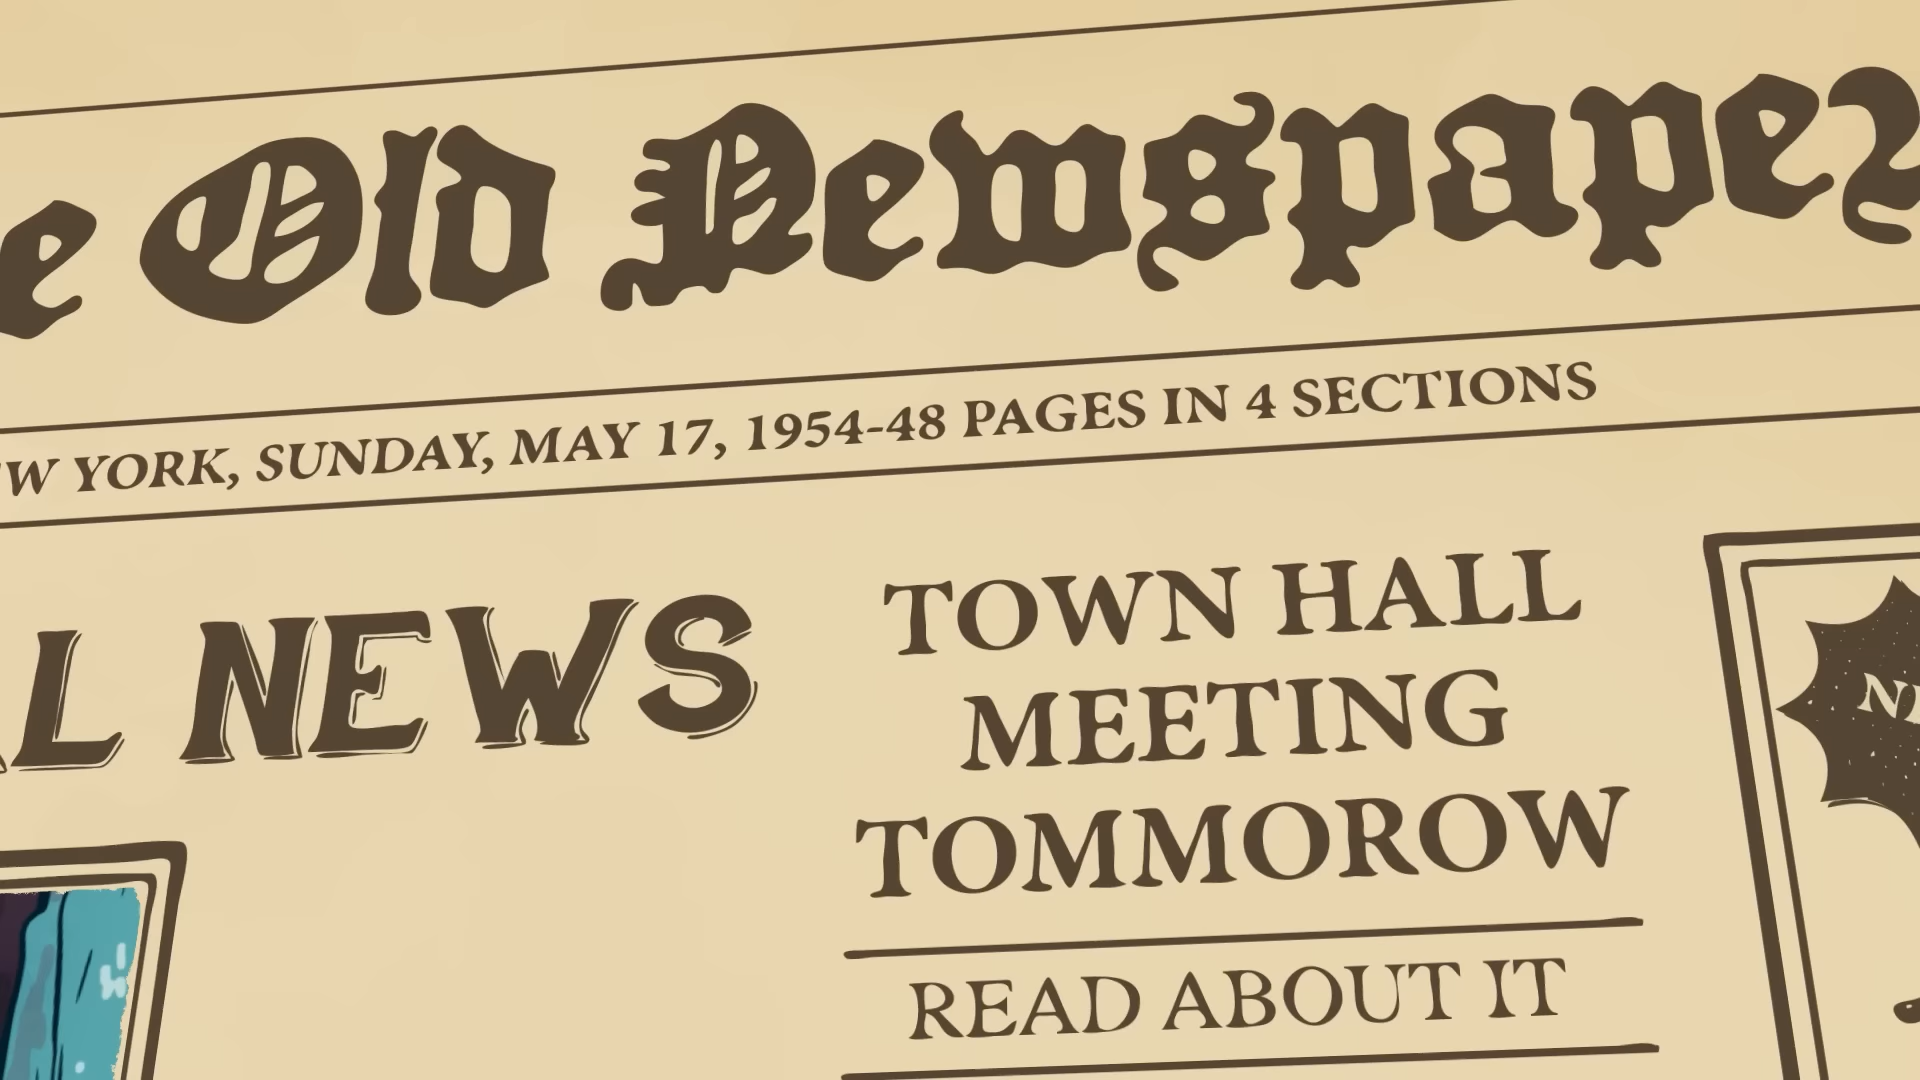 e Old Newspaper
W YORK, SUNDAY, MAY 17, 1954-48 PAGES IN 4 SECTIONS
L NEWS
TOWN HALL
MEETING
TOMMOROW
READ ABOUT IT